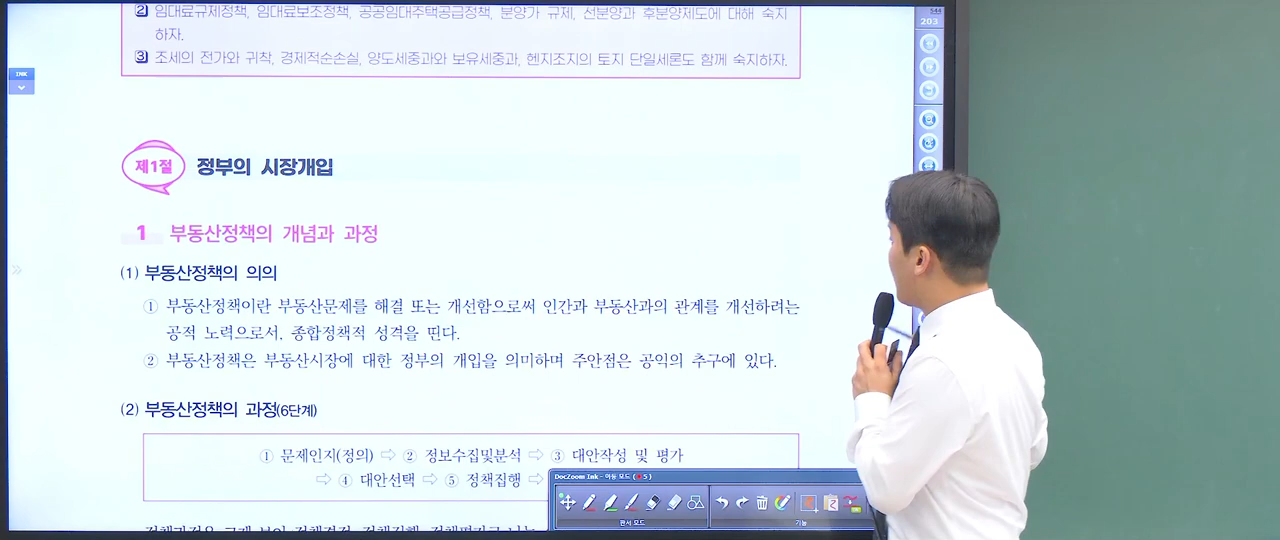 ② 임대료규제정책, 임대료보조정책, 공공임대주택공급정책, 분양가 규제, 선분양과 후분양제도에 대해 숙지
하자.
③ 조세의 전가와 귀착, 경제적순손실, 양도세중과와 보유세중과, 헨지조지의 토지 단일세론도 함께 숙지하자.
544
203
INK
제1절 정부의 시장개입
1 부동산정책의 개념과 과정
(1) 부동산정책의 의의
① 부동산정책이란 부동산문제를 해결 또는 개선함으로써 인간과 부동산과의 관계를 개선하려는
공적 노력으로서, 종합정책적 성격을 띤다.
② 부동산정책은 부동산시장에 대한 정부의 개입을 의미하며 주안점은 공익의 추구에 있다.
(2) 부동산정책의 과정(6단계)
① 문제인지(정의) ⇨ ② 정보수집및분석 ⇨ ③ 대안작성 및 평가
⇨ ④ 대안선택 ⇨ ⑤ 정책집행 ⇨
DocZoom Ink - 이동 모드 ( 5 )
판서 모드
기능